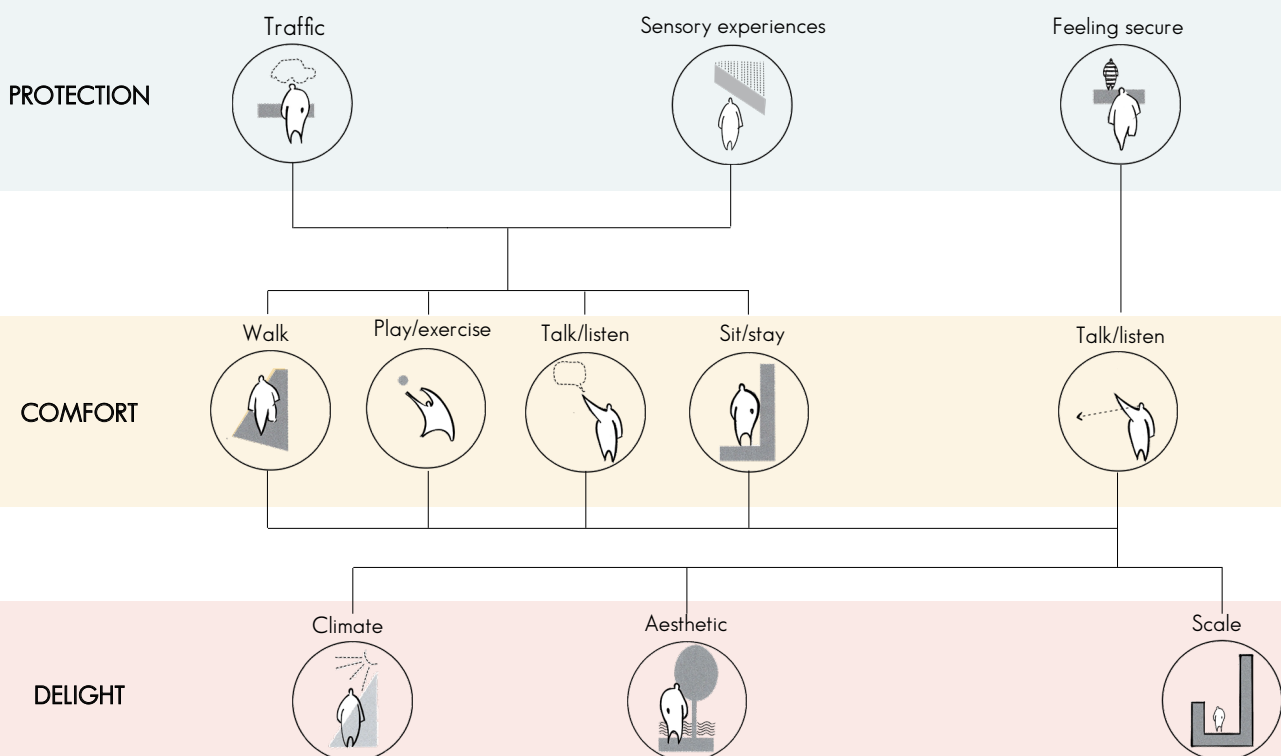 Traffic
Sensory experiences
Feeling secure
PROTECTION
Walk
Play/exercise
Talk/listen
Sit/stay
Talk/listen
COMFORT
Climate
Aesthetic
Scale
DELIGHT